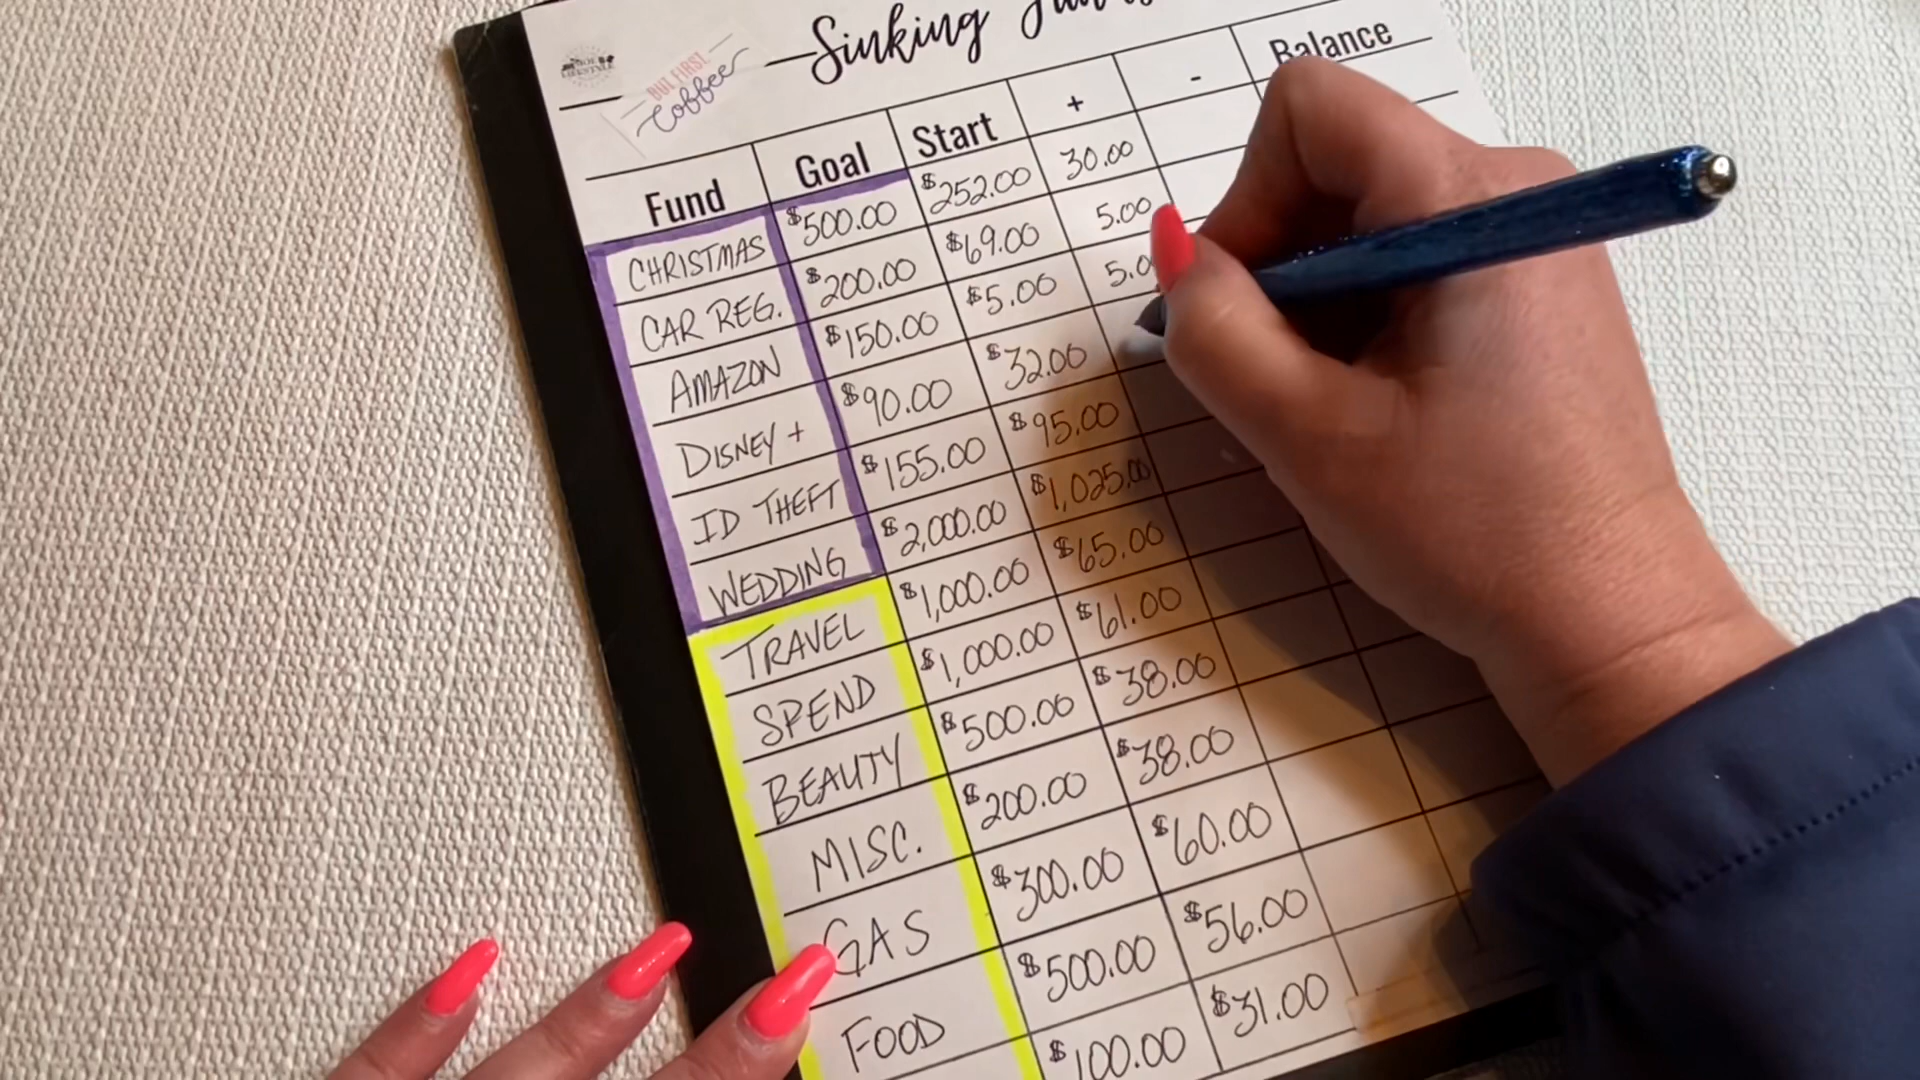 Sinking
BUT FIRST
coffee
Fund Goal Start + - Balance
CHRISTMAS $500.00 $252.00 30.00
CAR REG. $200.00 $69.00 5.00
AMAZON $150.00 $5.00 5.0
DISNEY + $90.00 $32.00
ID THEFT $155.00 $95.00
WEDDING $2,000.00 $1,025.00
TRAVEL $1,000.00 $65.00
SPEND $1,000.00 $61.00
BEAUTY $500.00 $38.00
MISC. $200.00 $38.00
GAS $300.00 $60.00
FOOD $500.00 $56.00
$100.00 $31.00